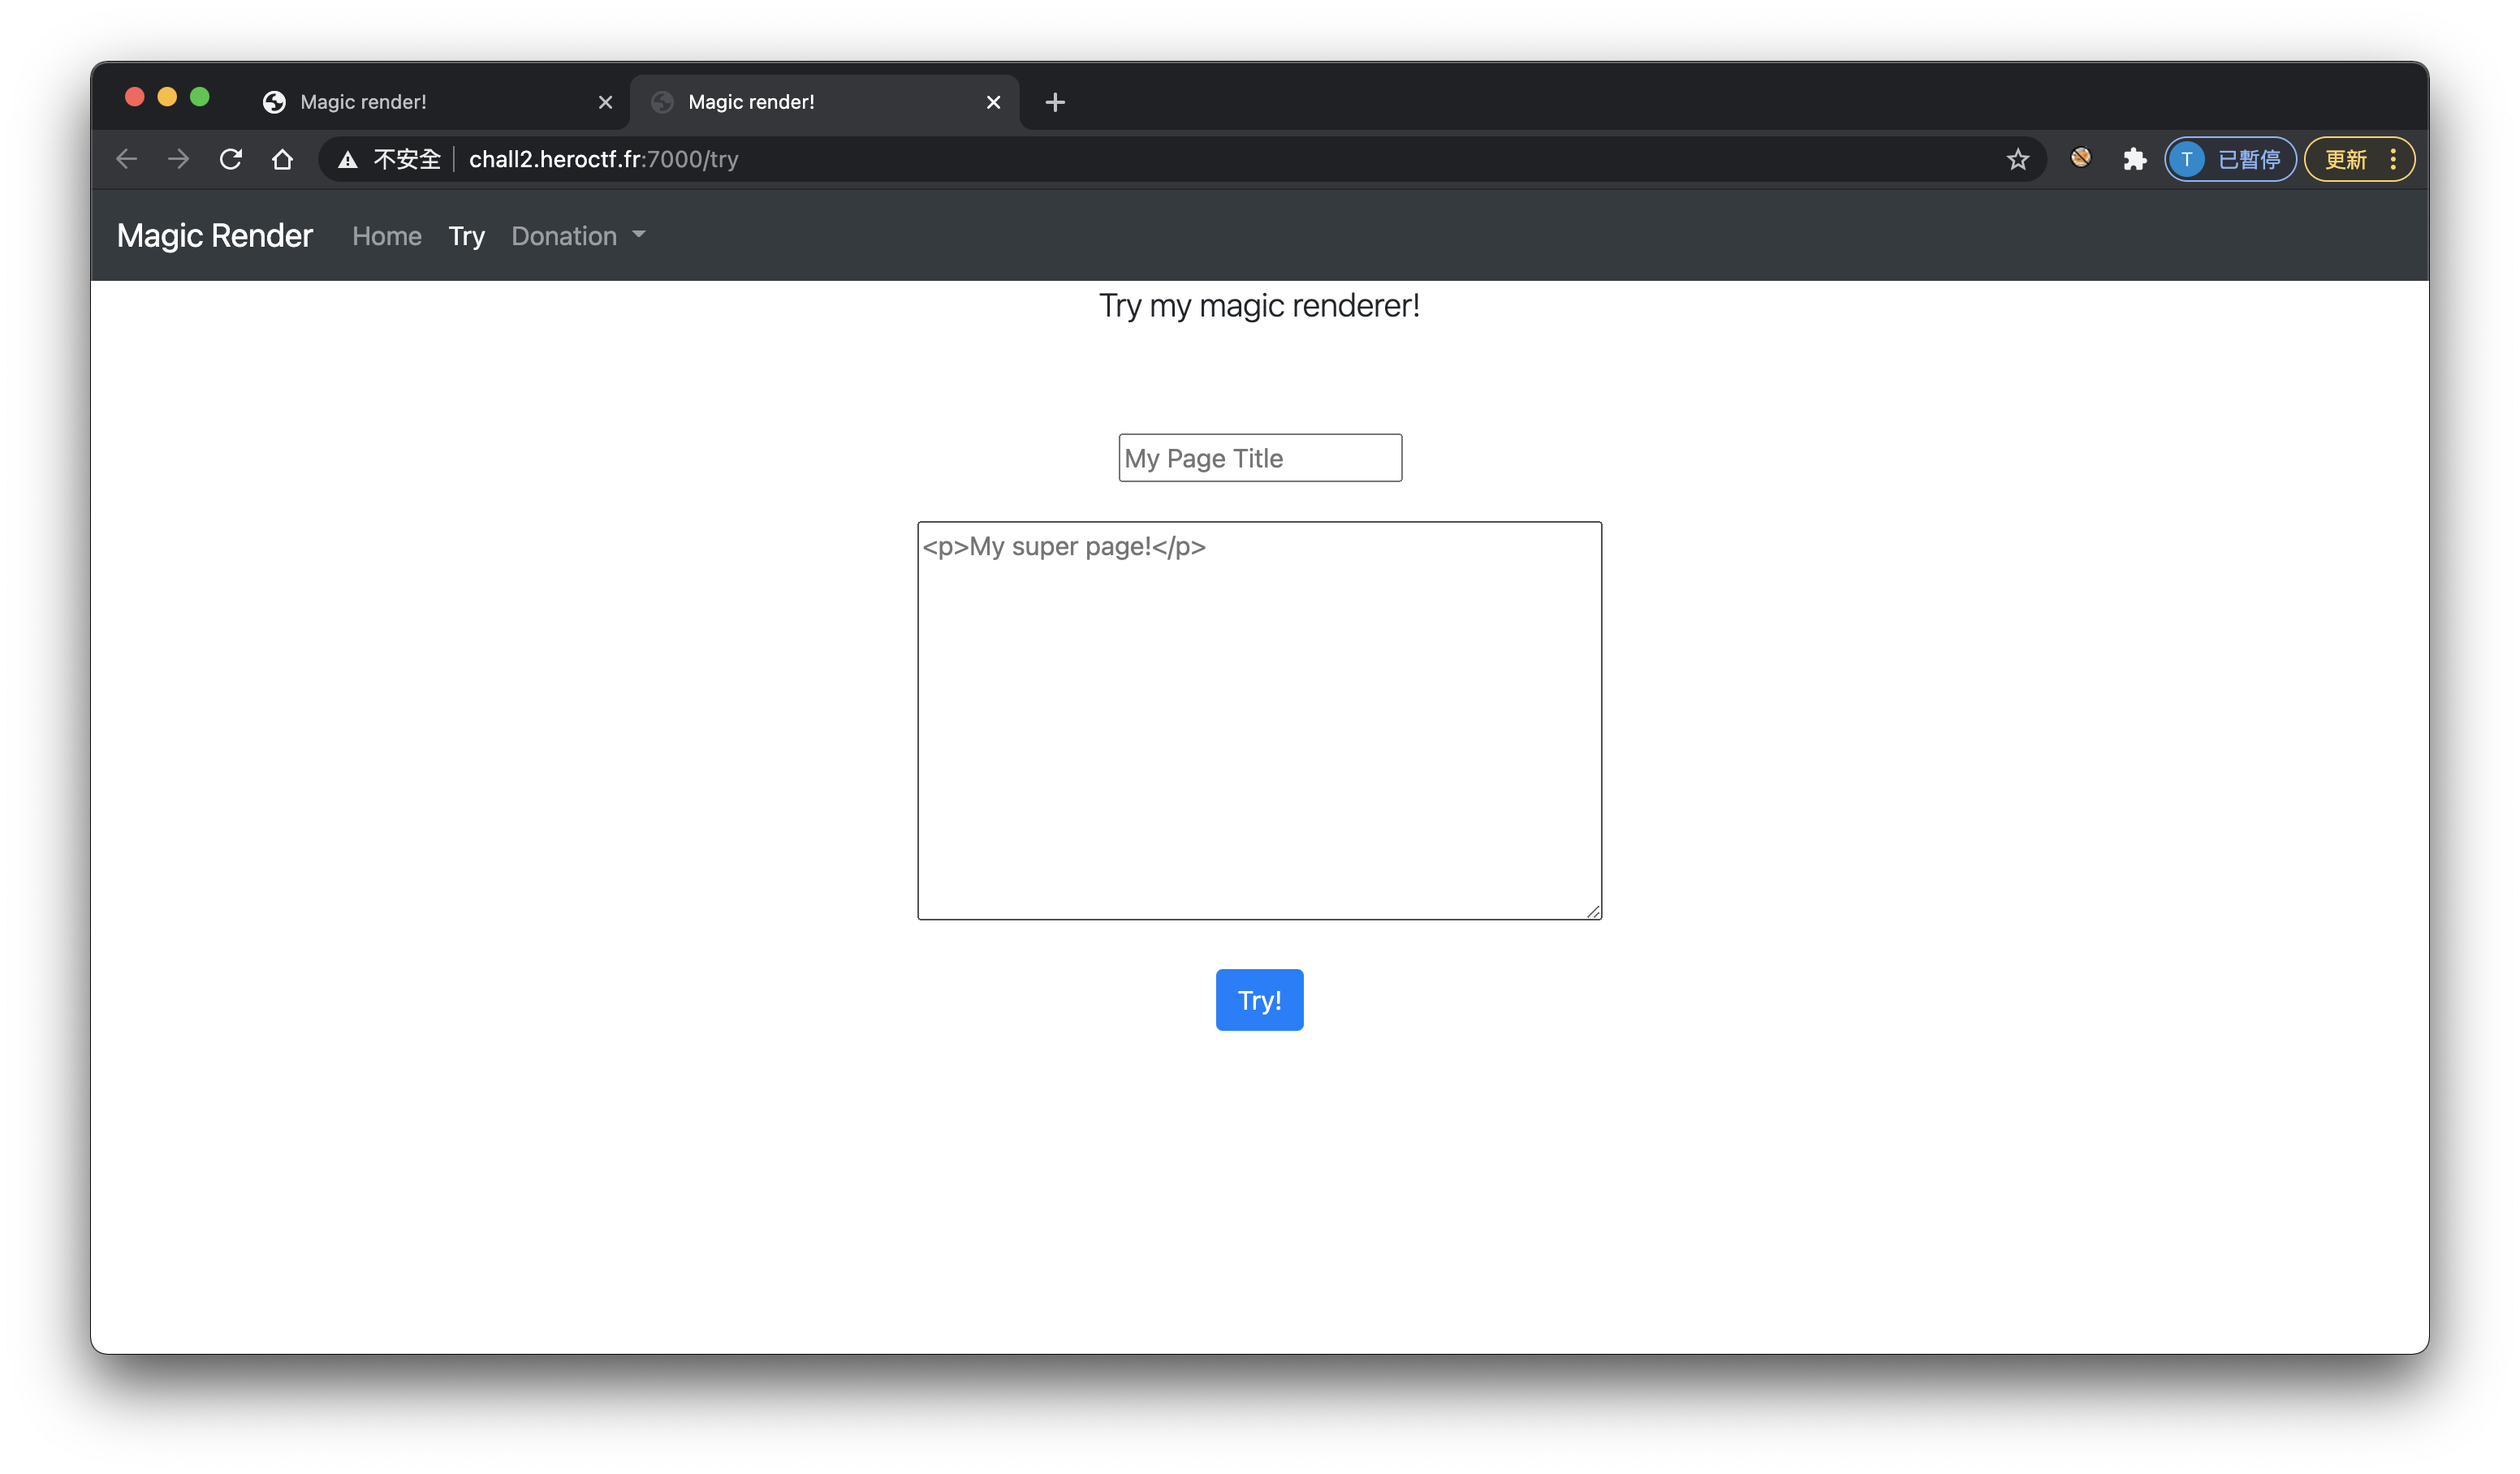 Magic render!
Magic render!
不安全 chall2.heroctf.fr:7000/try
T 已暫停
更新
Magic Render Home Try Donation
Try my magic renderer!
My Page Title
<p>My super page!</p>
Try!